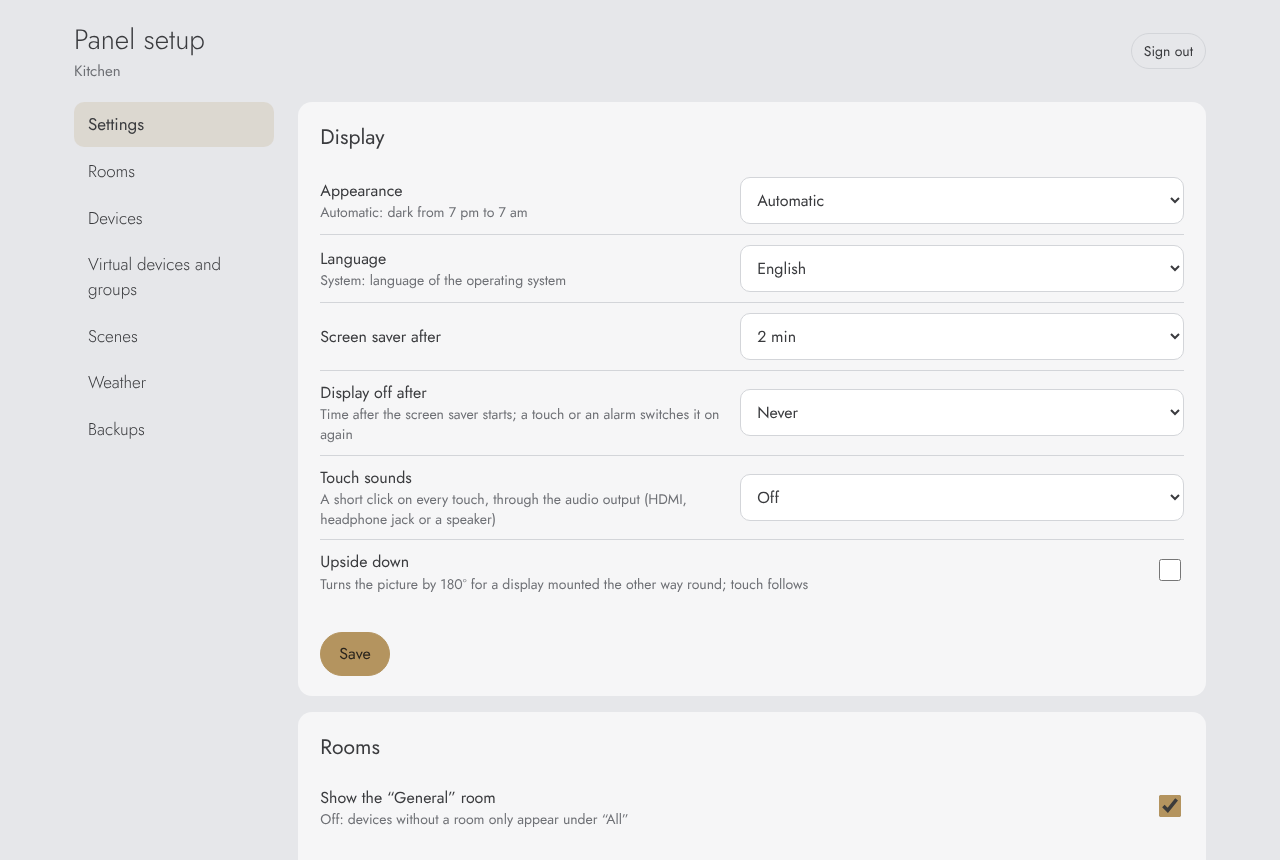 Panel setup
Kitchen
Sign out
Settings
Rooms
Devices
Virtual devices and
groups
Scenes
Weather
Backups
Display
Appearance
Automatic: dark from 7 pm to 7 am
Automatic
Language
System: language of the operating system
English
Screen saver after
2 min
Display off after
Time after the screen saver starts; a touch or an alarm switches it on
again
Never
Touch sounds
A short click on every touch, through the audio output (HDMI,
headphone jack or a speaker)
Off
Upside down
Turns the picture by 180° for a display mounted the other way round; touch follows
Save
Rooms
Show the “General” room
Off: devices without a room only appear under “All”